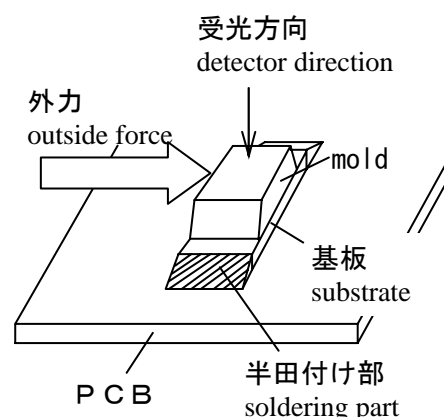 受光方向
detector direction
外力
outside force
mold
基板
substrate
ＰＣＢ
半田付け部
soldering part